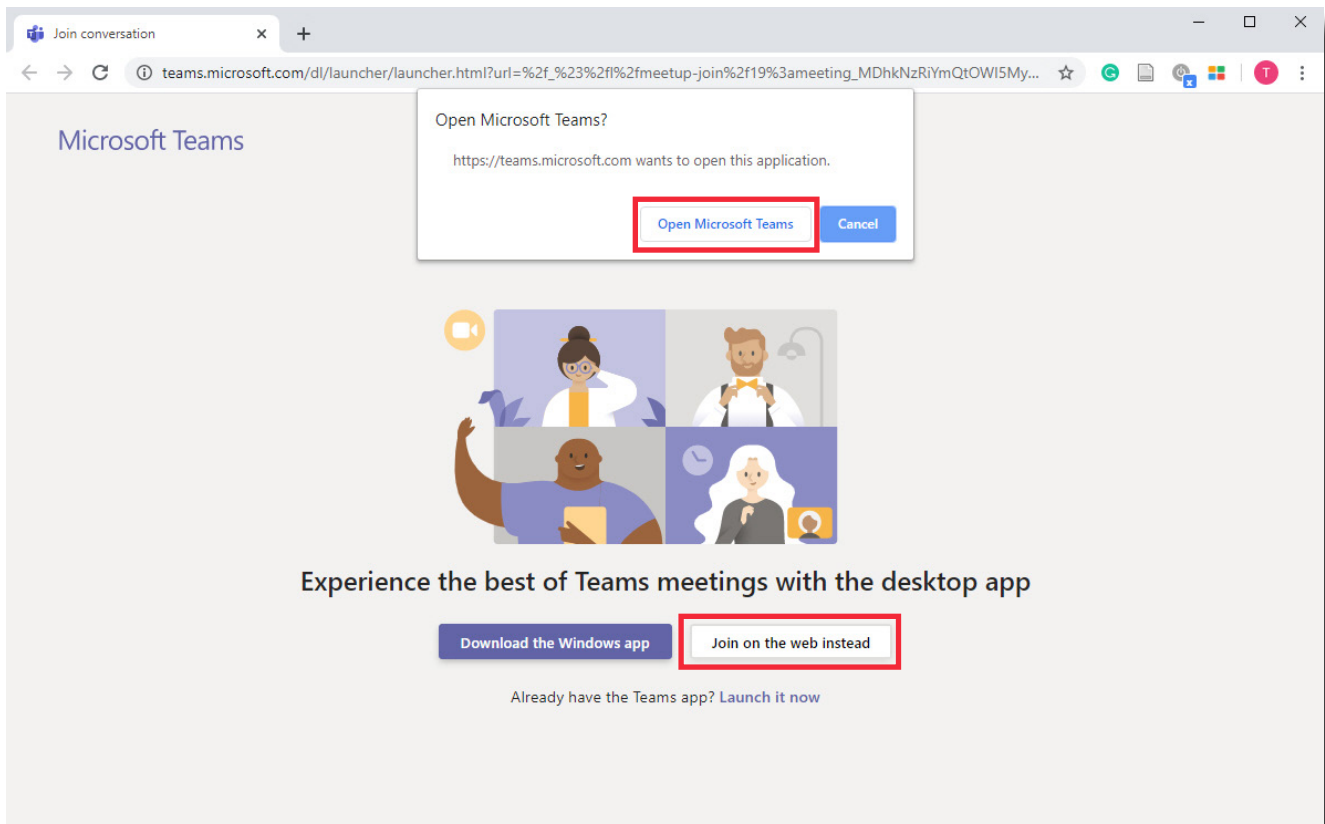 Join conversation
teams.microsoft.com/dl/launcher/launcher.html?url=%2f_%23%2fl%2fmeetup-join%2f19%3ameeting_MDhkNzRiYmQtOWI5My...
T
Microsoft Teams
Open Microsoft Teams?
https://teams.microsoft.com wants to open this application.
Open Microsoft Teams Cancel
Experience the best of Teams meetings with the desktop app
Download the Windows app Join on the web instead
Already have the Teams app? Launch it now